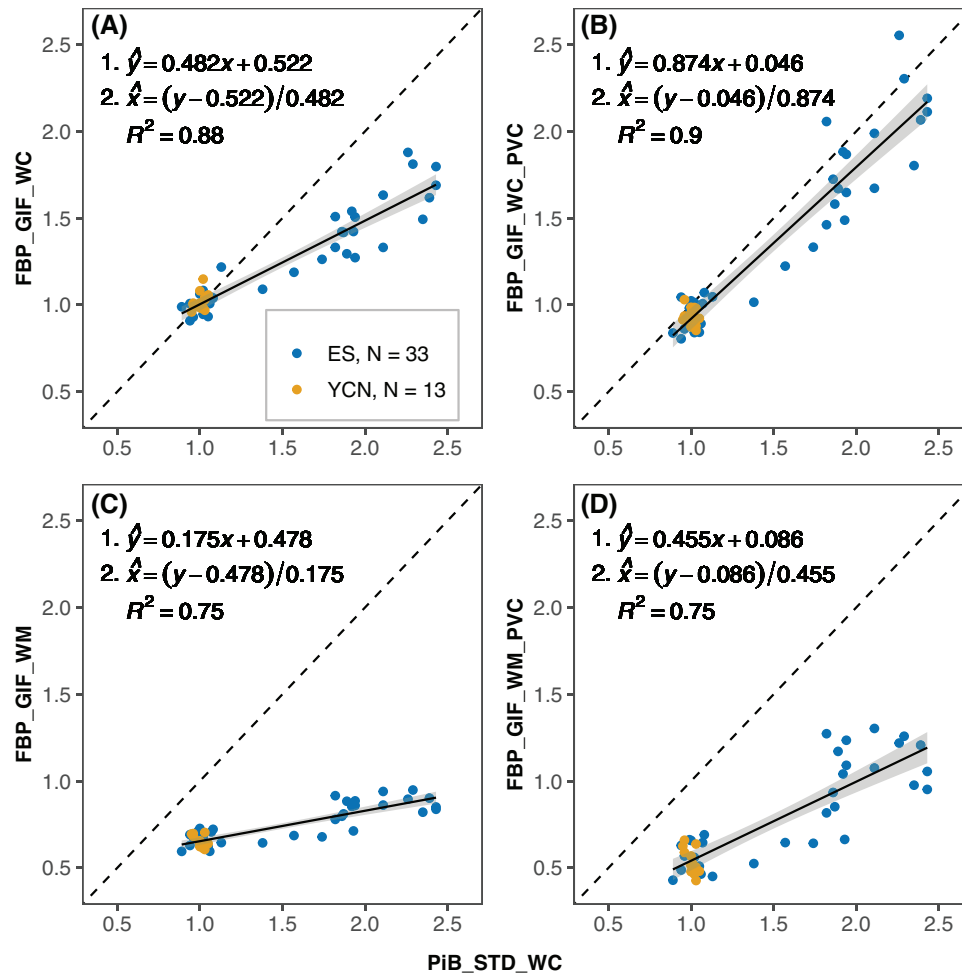 (A)
1. ŷ = 0.482x + 0.522
2. x̂ = (y − 0.522)/0.482
R² = 0.88
FBP_GIF_WC
2.5
2.0
1.5
1.0
0.5
ES, N = 33
YCN, N = 13
0.5 1.0 1.5 2.0 2.5
(B)
1. ŷ = 0.874x + 0.046
2. x̂ = (y − 0.046)/0.874
R² = 0.9
FBP_GIF_WC_PVC
2.5
2.0
1.5
1.0
0.5
0.5 1.0 1.5 2.0 2.5
(C)
1. ŷ = 0.175x + 0.478
2. x̂ = (y − 0.478)/0.175
R² = 0.75
FBP_GIF_WM
2.5
2.0
1.5
1.0
0.5
0.5 1.0 1.5 2.0 2.5
(D)
1. ŷ = 0.455x + 0.086
2. x̂ = (y − 0.086)/0.455
R² = 0.75
FBP_GIF_WM_PVC
2.5
2.0
1.5
1.0
0.5
0.5 1.0 1.5 2.0 2.5
PiB_STD_WC